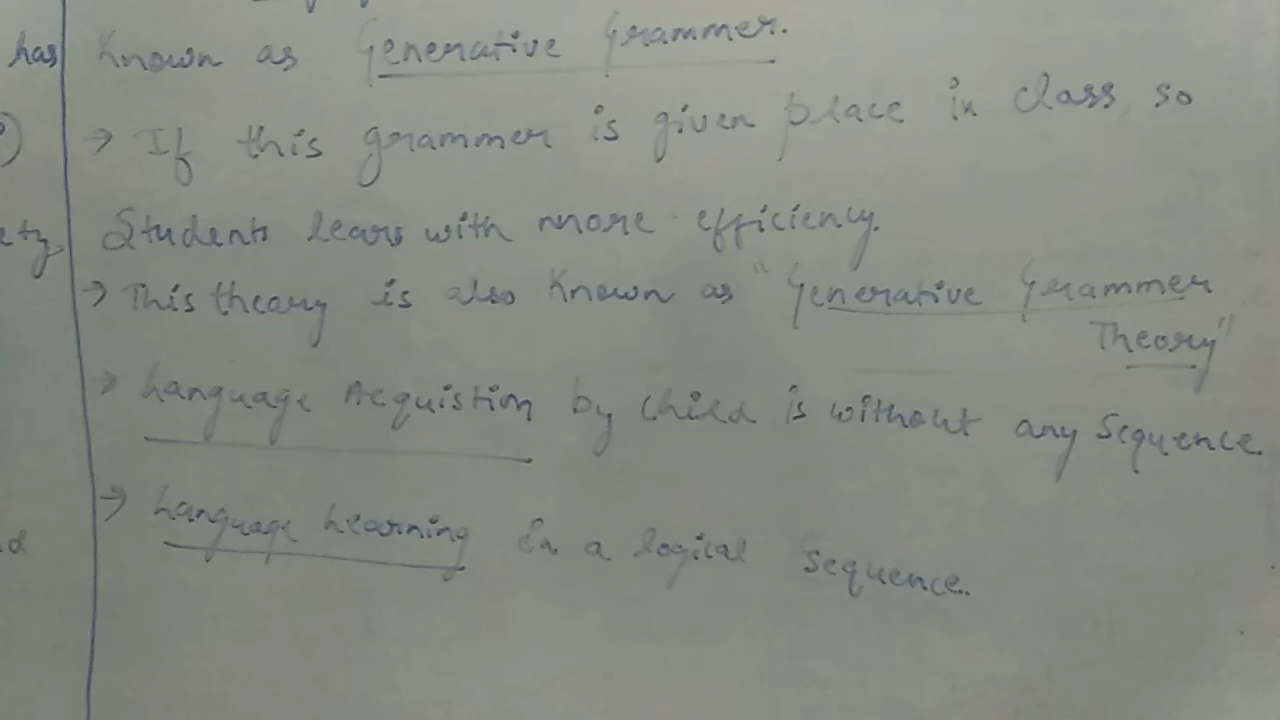 has Known as Generative Grammer.
→ If this grammer is given place in class, so
Students learn with more efficiency.
→ This theory is also known as "Generative Grammer
Theory"
→ Language Acquistion by child is without any Sequence.
→ Language Learning in a logical sequence.